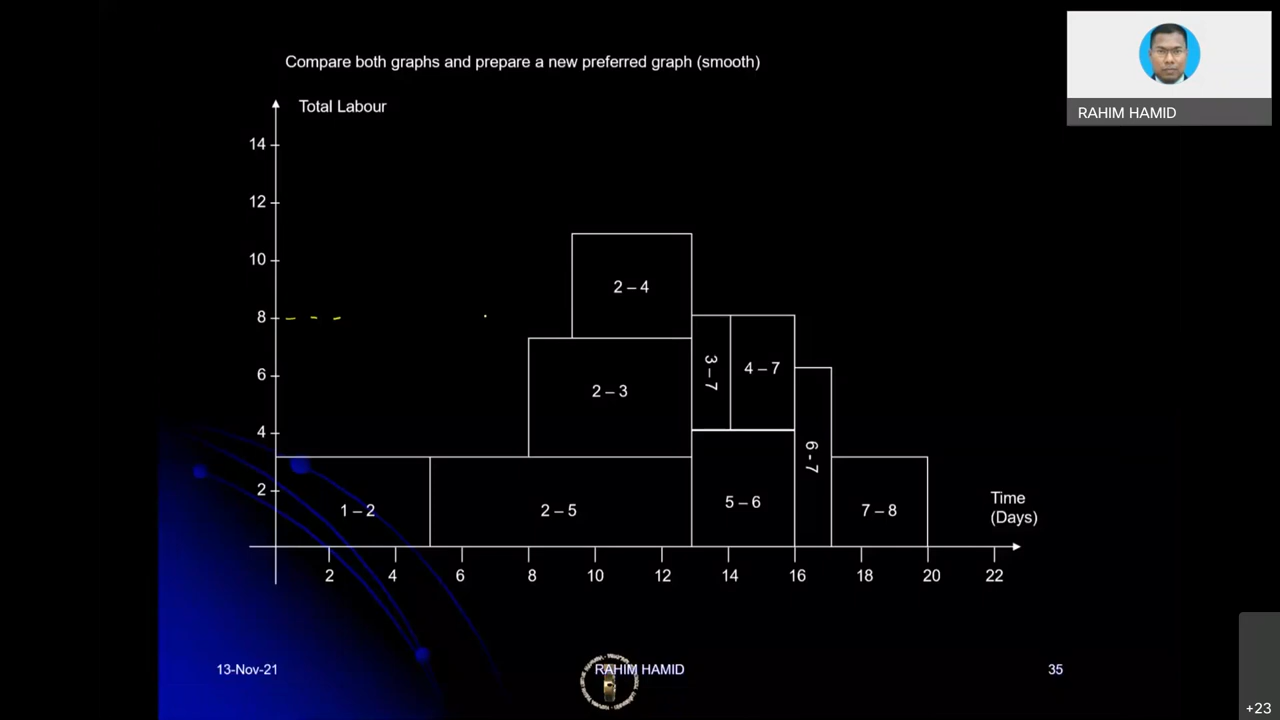 Compare both graphs and prepare a new preferred graph (smooth)
RAHIM HAMID
Total Labour
14
12
10
8
6
4
2
2 – 4
2 – 3
3 – 7
4 – 7
6 - 7
1 – 2
2 – 5
5 – 6
7 – 8
Time
(Days)
2 4 6 8 10 12 14 16 18 20 22
13-Nov-21
RAHIM HAMID
35
+23